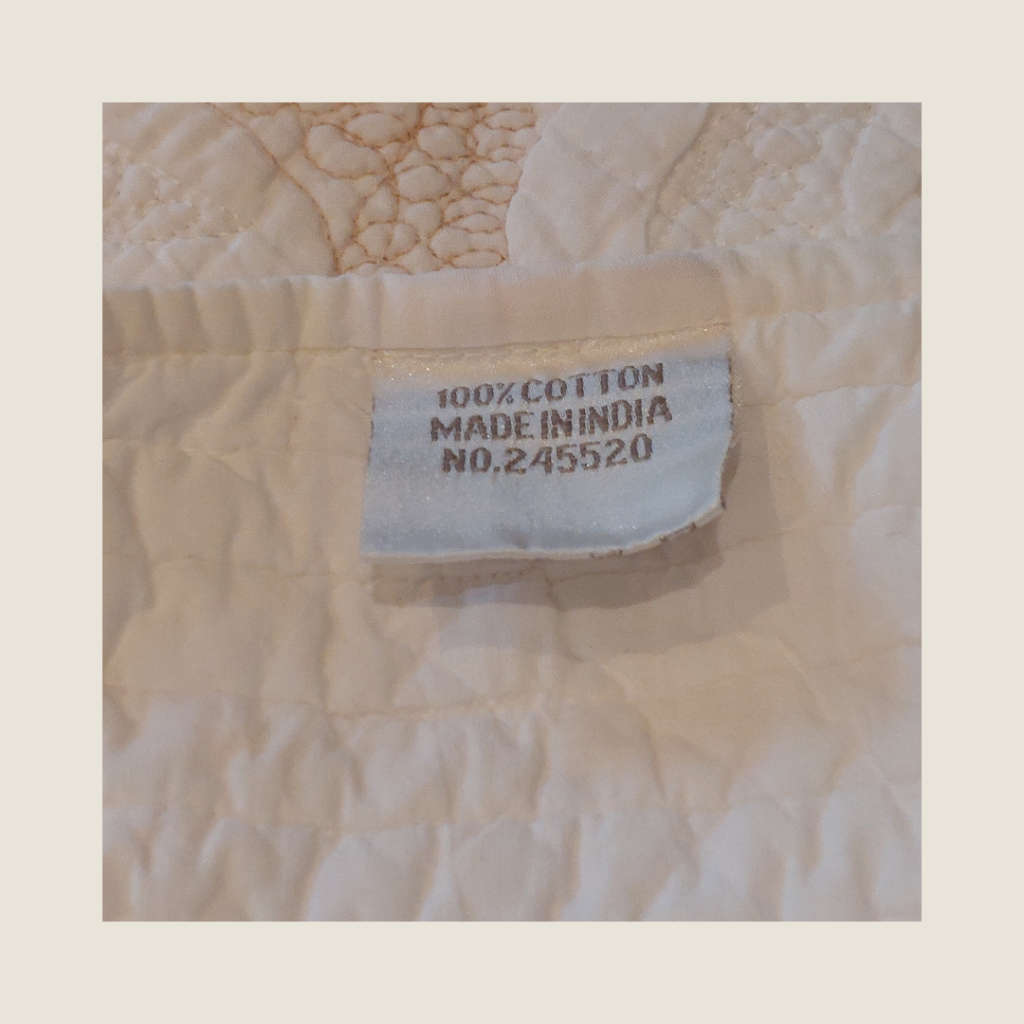 100% COTTON
MADE IN INDIA
NO.245520